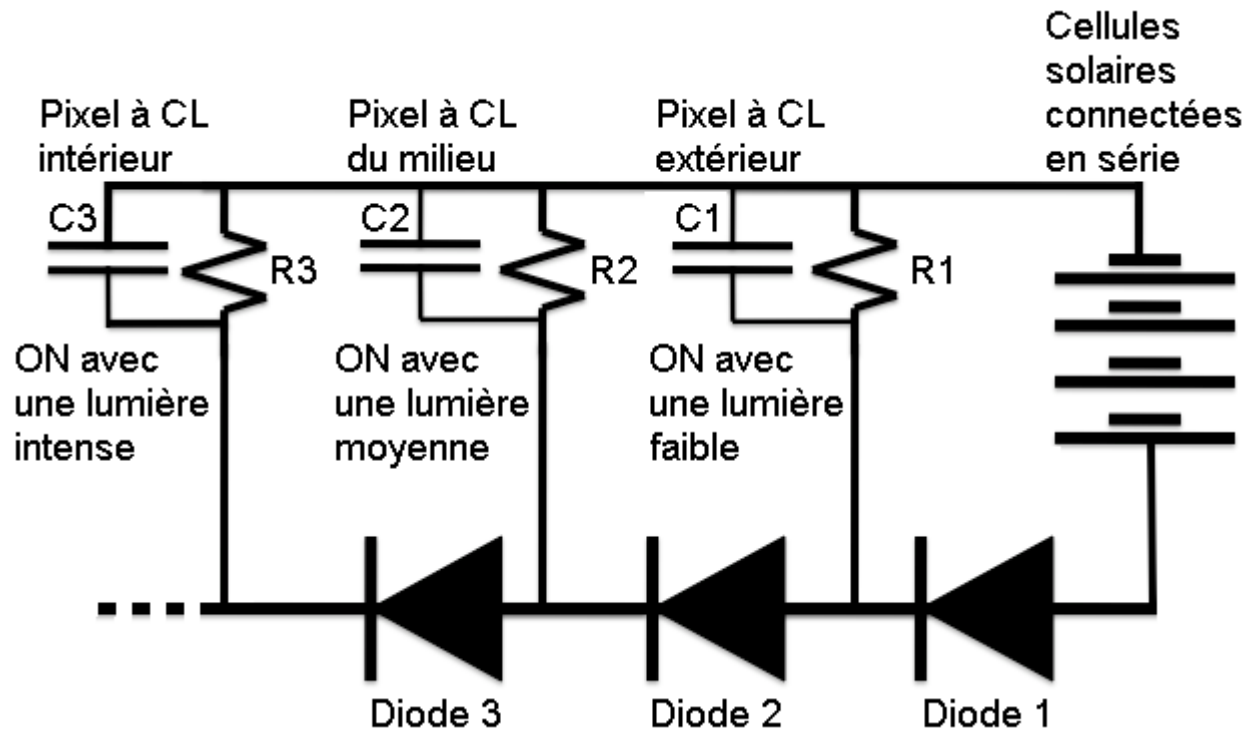 Cellules
solaires
connectées
en série
Pixel à CL
intérieur
Pixel à CL
du milieu
Pixel à CL
extérieur
C3
R3
C2
R2
C1
R1
ON avec
une lumière
intense
ON avec
une lumière
moyenne
ON avec
une lumière
faible
Diode 3
Diode 2
Diode 1